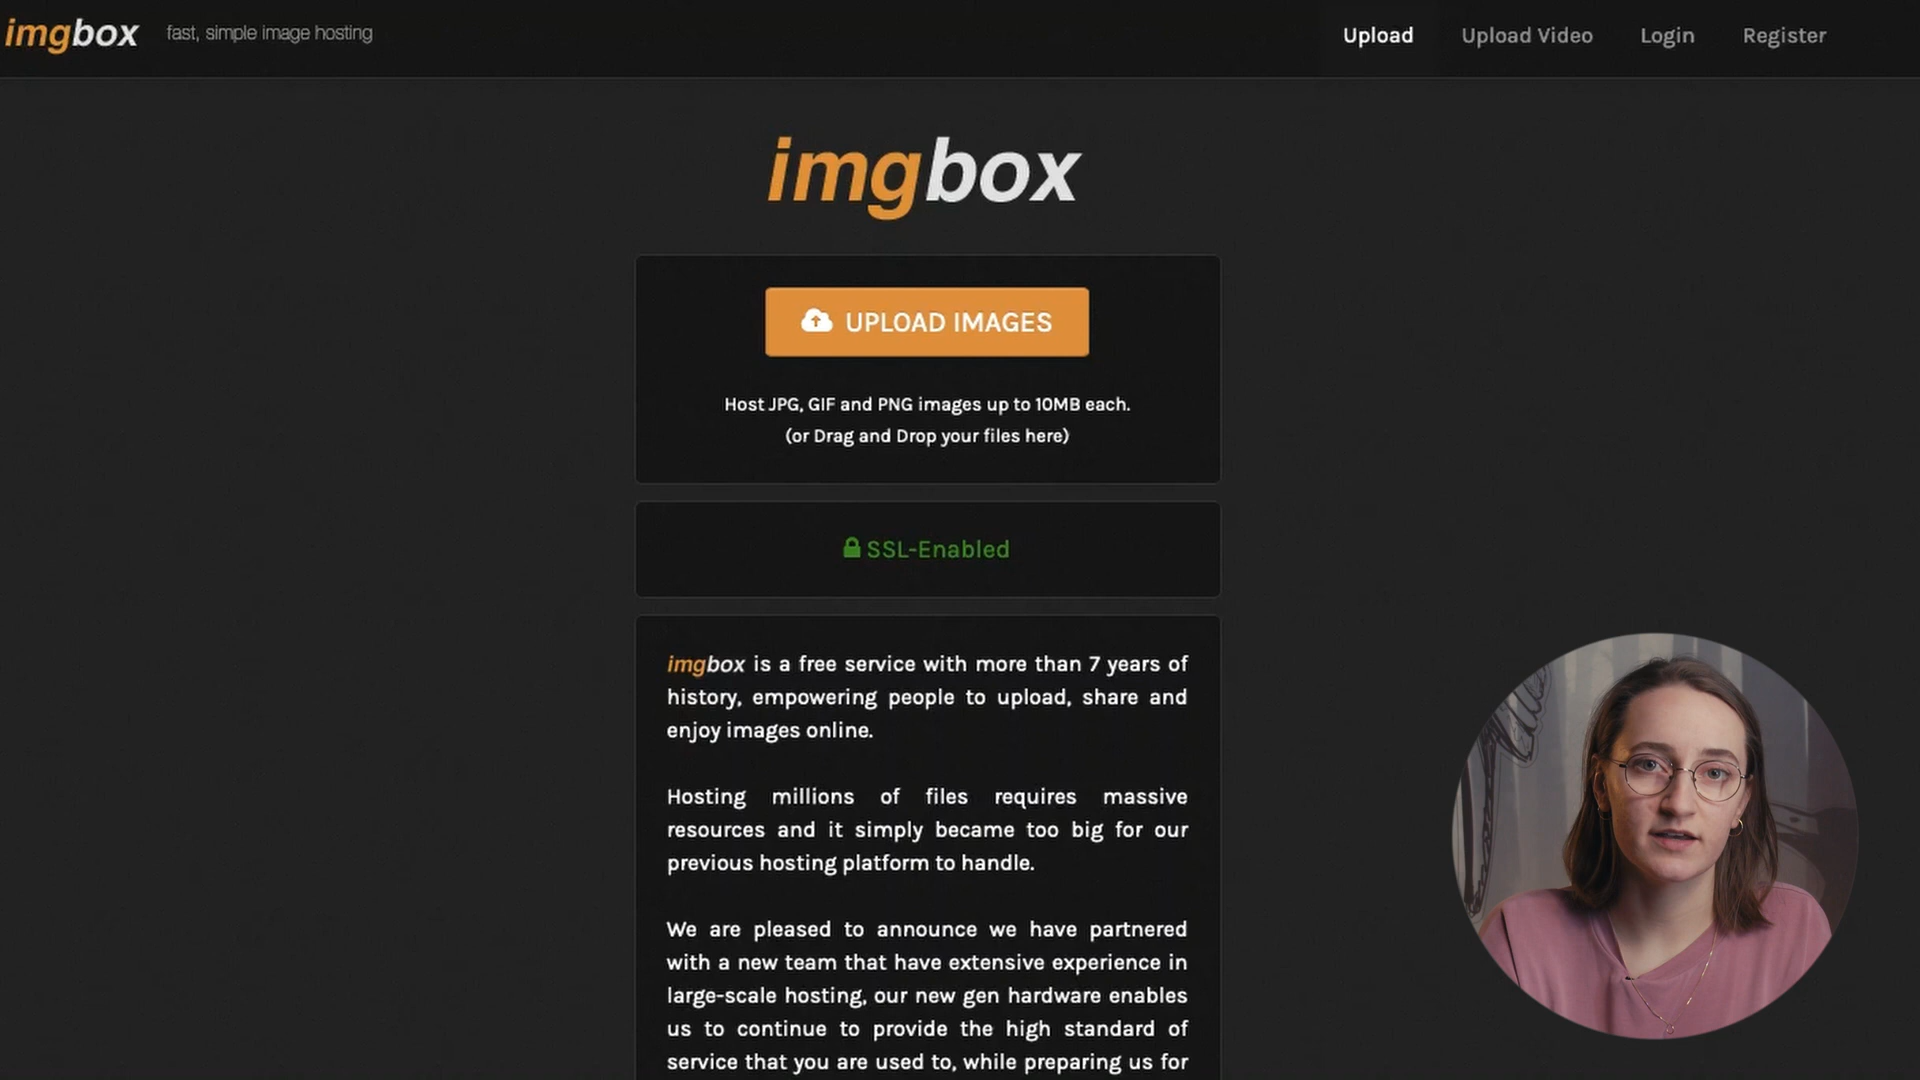 imgbox fast, simple image hosting Upload Upload Video Login Register
imgbox
UPLOAD IMAGES
Host JPG, GIF and PNG images up to 10MB each.
(or Drag and Drop your files here)
SSL-Enabled
imgbox is a free service with more than 7 years of
history, empowering people to upload, share and
enjoy images online.
Hosting millions of files requires massive
resources and it simply became too big for our
previous hosting platform to handle.
We are pleased to announce we have partnered
with a new team that have extensive experience in
large-scale hosting, our new gen hardware enables
us to continue to provide the high standard of
service that you are used to, while preparing us for